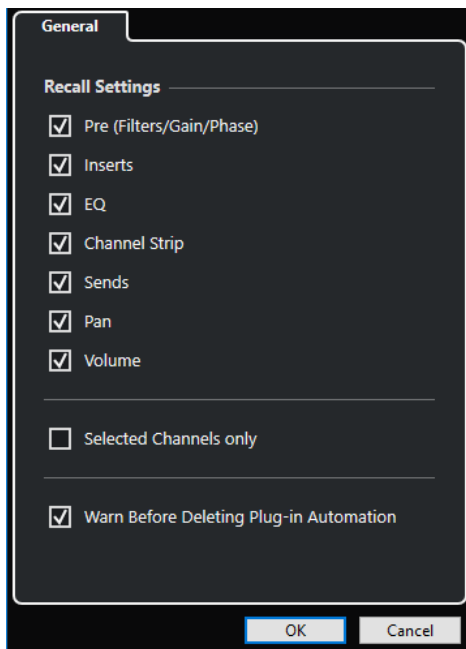 General
Recall Settings
Pre (Filters/Gain/Phase)
Inserts
EQ
Channel Strip
Sends
Pan
Volume
Selected Channels only
Warn Before Deleting Plug-in Automation
OK
Cancel